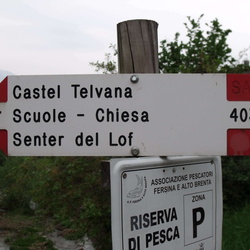 Castel Telvana
Scuole - Chiesa
Senter del Lof
40
ASSOCIAZIONE PESCATORI
FERSINA E ALTO BRENTA
RISERVA
DI PESCA
ZONA
P